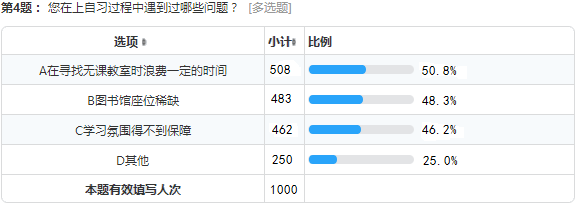 第4题： 您在上自习过程中遇到过哪些问题？ [多选题]
选项 小计 比例
A在寻找无课教室时浪费一定的时间 508 50.8%
B图书馆座位稀缺 483 48.3%
C学习氛围得不到保障 462 46.2%
D其他 250 25.0%
本题有效填写人次 1000